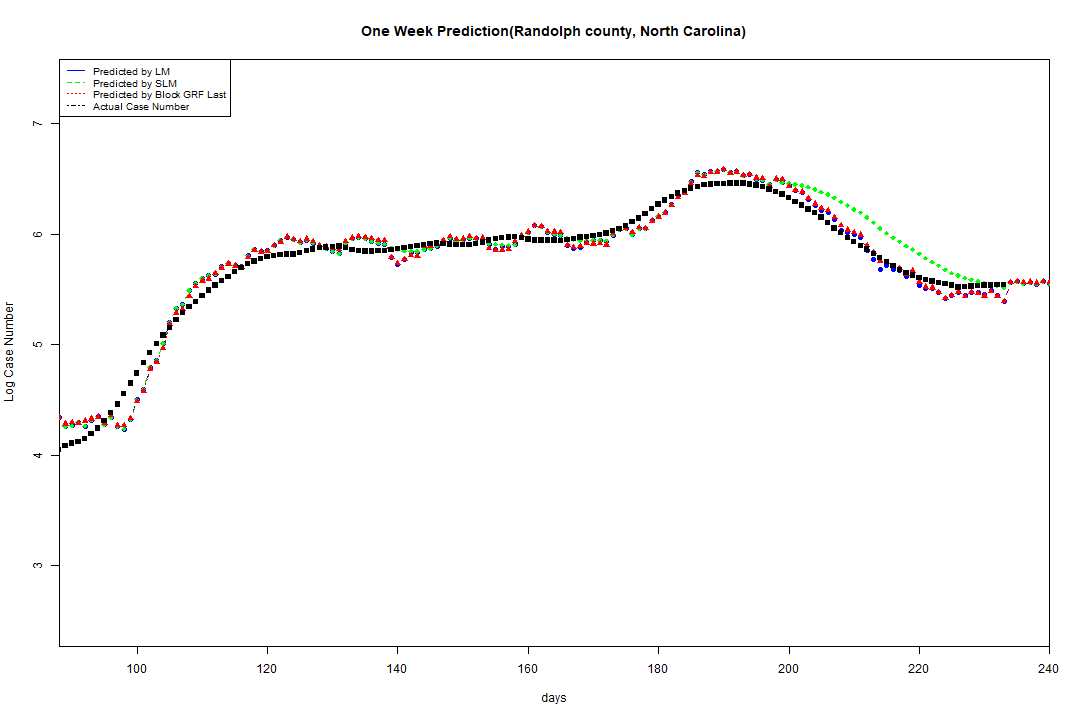 One Week Prediction(Randolph county, North Carolina)
Predicted by LM
Predicted by SLM
Predicted by Block GRF Last
Actual Case Number
7
6
5
4
3
Log Case Number
100 120 140 160 180 200 220 240
days